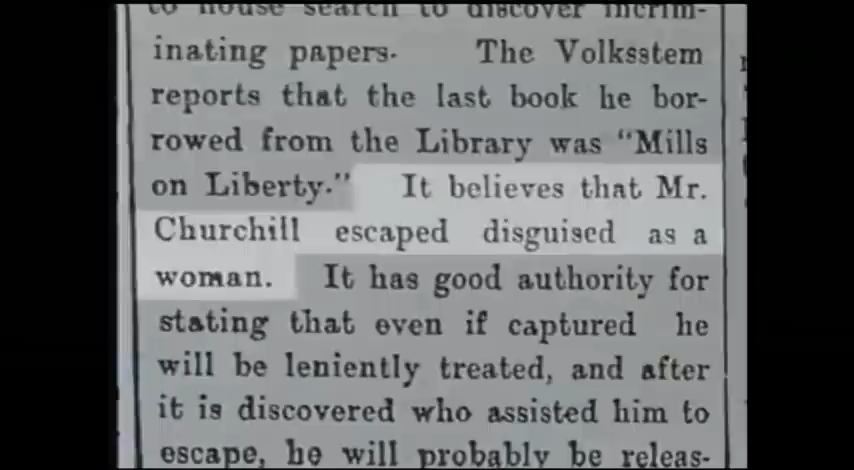 to house search to discover incrim-
inating papers. The Volksstem
reports that the last book he bor-
rowed from the Library was "Mills
on Liberty." It believes that Mr.
Churchill escaped disguised as a
woman. It has good authority for
stating that even if captured he
will be leniently treated, and after
it is discovered who assisted him to
escape, he will probably be releas-